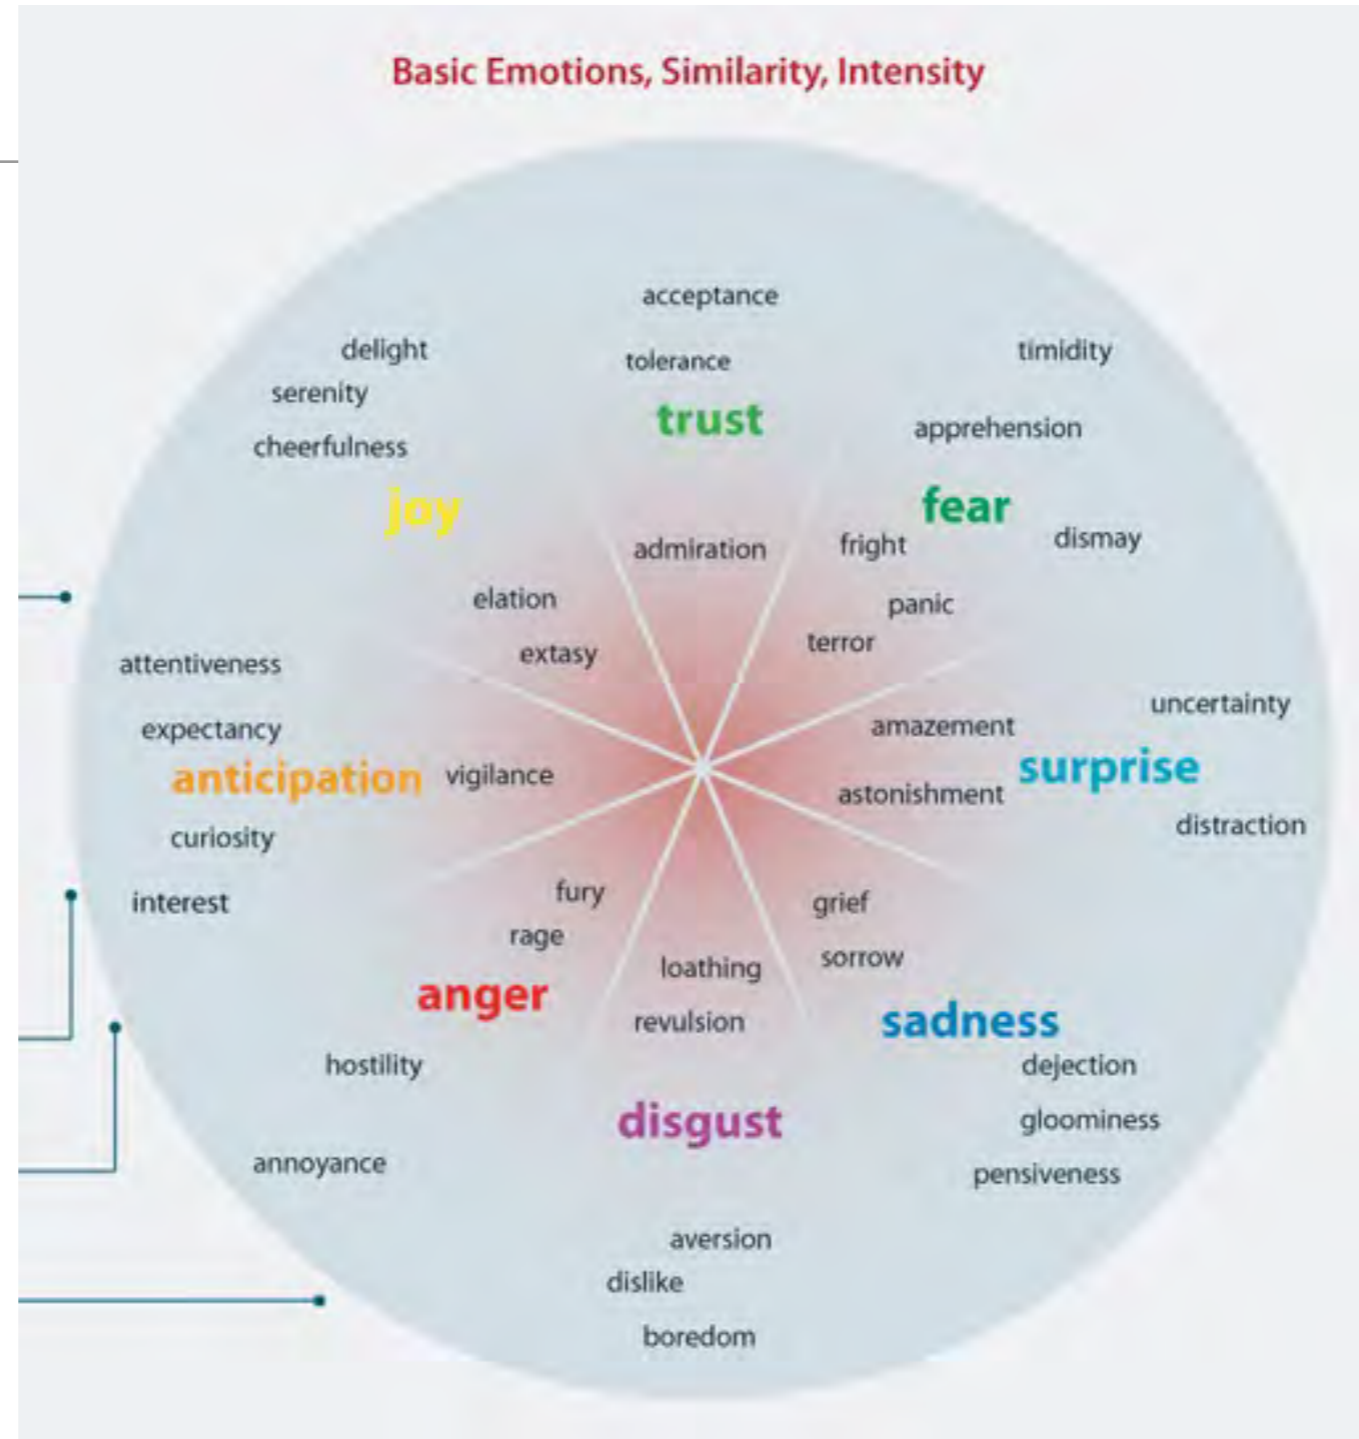 Basic Emotions, Similarity, Intensity
acceptance
delight
timidity
tolerance
serenity
trust
apprehension
cheerfulness
joy
fear
admiration
fright
dismay
elation
panic
terror
extasy
attentiveness
uncertainty
expectancy
amazement
anticipation
vigilance
surprise
astonishment
curiosity
distraction
interest
fury
grief
rage
sorrow
loathing
anger
revulsion
sadness
hostility
dejection
disgust
gloominess
annoyance
pensiveness
aversion
dislike
boredom